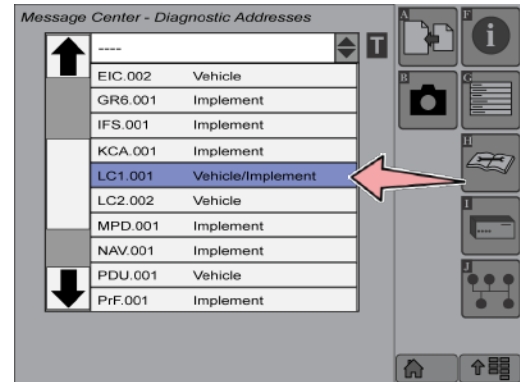 Message Center - Diagnostic Addresses
----
T
EIC.002 Vehicle
GR6.001 Implement
IFS.001 Implement
KCA.001 Implement
LC1.001 Vehicle/Implement
LC2.002 Vehicle
MPD.001 Implement
NAV.001 Implement
PDU.001 Vehicle
PrF.001 Implement
A
F
i
B
G
H
I
J